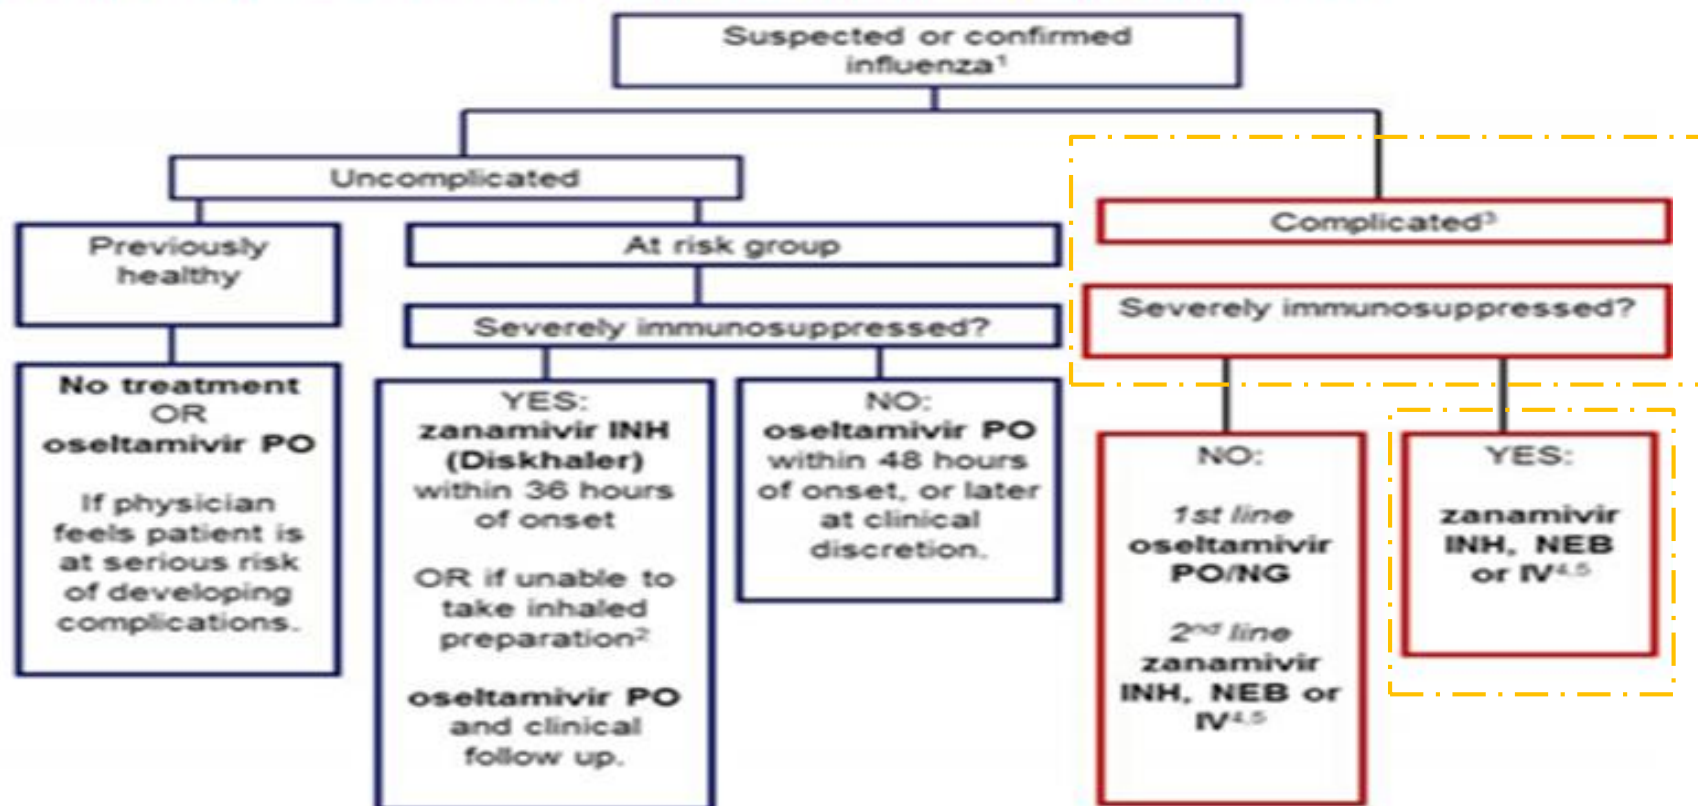 Suspected or confirmed
influenza¹
Uncomplicated
Previously
healthy
No treatment
OR
oseltamivir PO
If physician
feels patient is
at serious risk
of developing
complications.
At risk group
Severely immunosuppressed?
YES:
zanamivir INH
(Diskhaler)
within 36 hours
of onset
OR if unable to
take inhaled
preparation²
oseltamivir PO
and clinical
follow up.
NO:
oseltamivir PO
within 48 hours
of onset, or later
at clinical
discretion.
Complicated³
Severely immunosuppressed?
NO:
1st line
oseltamivir
PO/NG
2nd line
zanamivir
INH, NEB or
IV⁴,⁵
YES:
zanamivir
INH, NEB
or IV⁴,⁵